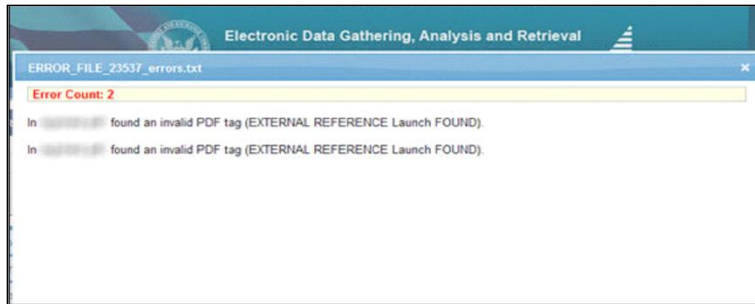 Electronic Data Gathering, Analysis and Retrieval
ERROR_FILE_23537_errors.txt
Error Count: 2
In found an invalid PDF tag (EXTERNAL REFERENCE Launch FOUND).
In found an invalid PDF tag (EXTERNAL REFERENCE Launch FOUND).